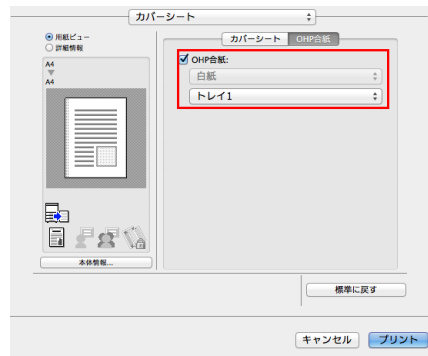 カバーシート
用紙ビュー
詳細情報
A4
A4
本体情報...
カバーシート OHP合紙
OHP合紙:
白紙
トレイ1
標準に戻す
キャンセル プリント